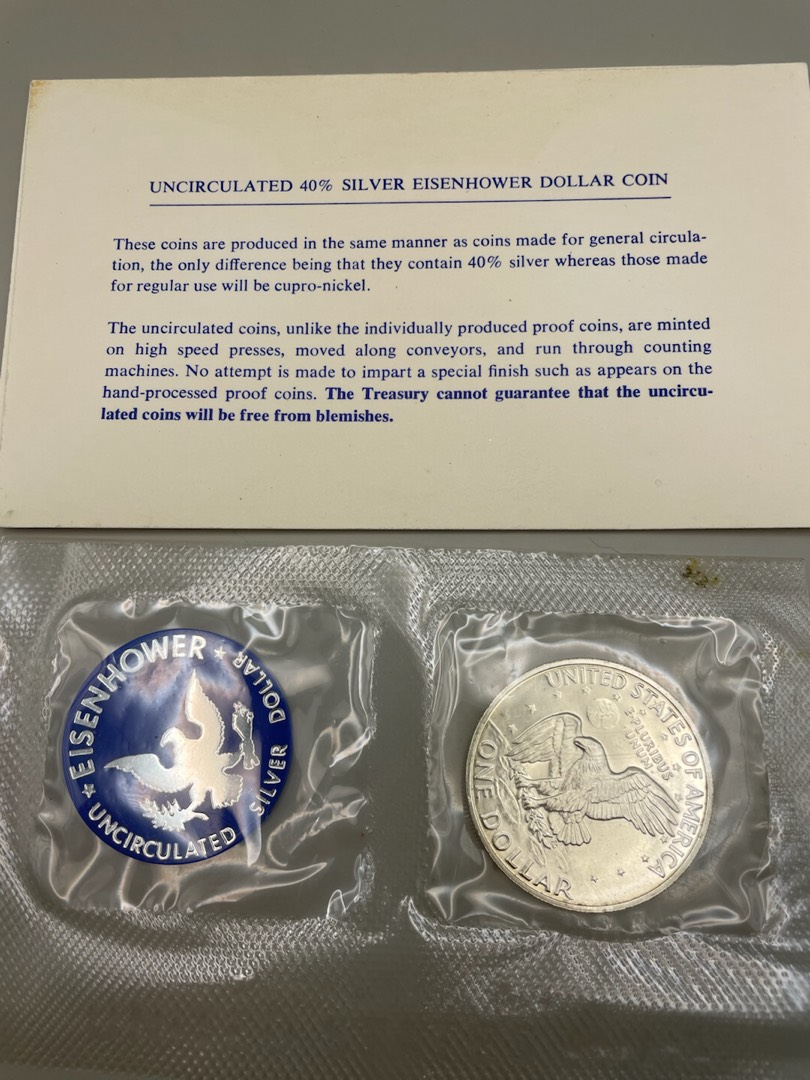 UNCIRCULATED 40% SILVER EISENHOWER DOLLAR COIN
These coins are produced in the same manner as coins made for general circula-
tion, the only difference being that they contain 40% silver whereas those made
for regular use will be cupro-nickel.
The uncirculated coins, unlike the individually produced proof coins, are minted
on high speed presses, moved along conveyors, and run through counting
machines. No attempt is made to impart a special finish such as appears on the
hand-processed proof coins. The Treasury cannot guarantee that the uncircu-
lated coins will be free from blemishes.
★ EISENHOWER ★
UNCIRCULATED SILVER DOLLAR
UNITED STATES OF AMERICA
E PLURIBUS
UNUM
ONE DOLLAR